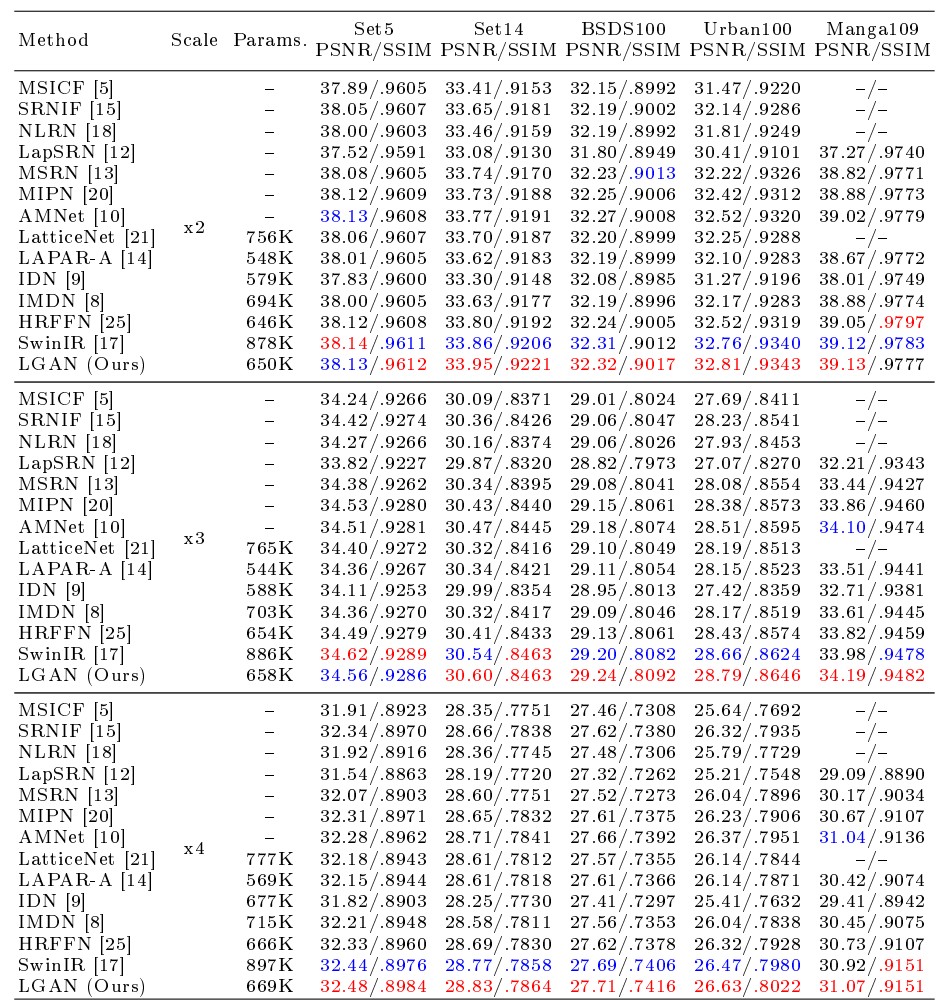 Method Scale Params. Set5 Set14 BSDS100 Urban100 Manga109
PSNR/SSIM PSNR/SSIM PSNR/SSIM PSNR/SSIM PSNR/SSIM
MSICF [5] – 37.89/.9605 33.41/.9153 32.15/.8992 31.47/.9220 –/–
SRNIF [15] – 38.05/.9607 33.65/.9181 32.19/.9002 32.14/.9286 –/–
NLRN [18] – 38.00/.9603 33.46/.9159 32.19/.8992 31.81/.9249 –/–
LapSRN [12] – 37.52/.9591 33.08/.9130 31.80/.8949 30.41/.9101 37.27/.9740
MSRN [13] – 38.08/.9605 33.74/.9170 32.23/.9013 32.22/.9326 38.82/.9771
MIPN [20] – 38.12/.9609 33.73/.9188 32.25/.9006 32.42/.9312 38.88/.9773
AMNet [10] – 38.13/.9608 33.77/.9191 32.27/.9008 32.52/.9320 39.02/.9779
x2
LatticeNet [21] 756K 38.06/.9607 33.70/.9187 32.20/.8999 32.25/.9288 –/–
LAPAR-A [14] 548K 38.01/.9605 33.62/.9183 32.19/.8999 32.10/.9283 38.67/.9772
IDN [9] 579K 37.83/.9600 33.30/.9148 32.08/.8985 31.27/.9196 38.01/.9749
IMDN [8] 694K 38.00/.9605 33.63/.9177 32.19/.8996 32.17/.9283 38.88/.9774
HRFFN [25] 646K 38.12/.9608 33.80/.9192 32.24/.9005 32.52/.9319 39.05/.9797
SwinIR [17] 878K 38.14/.9611 33.86/.9206 32.31/.9012 32.76/.9340 39.12/.9783
LGAN (Ours) 650K 38.13/.9612 33.95/.9221 32.32/.9017 32.81/.9343 39.13/.9777
MSICF [5] – 34.24/.9266 30.09/.8371 29.01/.8024 27.69/.8411 –/–
SRNIF [15] – 34.42/.9274 30.36/.8426 29.06/.8047 28.23/.8541 –/–
NLRN [18] – 34.27/.9266 30.16/.8374 29.06/.8026 27.93/.8453 –/–
LapSRN [12] – 33.82/.9227 29.87/.8320 28.82/.7973 27.07/.8270 32.21/.9343
MSRN [13] – 34.38/.9262 30.34/.8395 29.08/.8041 28.08/.8554 33.44/.9427
MIPN [20] – 34.53/.9280 30.43/.8440 29.15/.8061 28.38/.8573 33.86/.9460
AMNet [10] – 34.51/.9281 30.47/.8445 29.18/.8074 28.51/.8595 34.10/.9474
x3
LatticeNet [21] 765K 34.40/.9272 30.32/.8416 29.10/.8049 28.19/.8513 –/–
LAPAR-A [14] 544K 34.36/.9267 30.34/.8421 29.11/.8054 28.15/.8523 33.51/.9441
IDN [9] 588K 34.11/.9253 29.99/.8354 28.95/.8013 27.42/.8359 32.71/.9381
IMDN [8] 703K 34.36/.9270 30.32/.8417 29.09/.8046 28.17/.8519 33.61/.9445
HRFFN [25] 654K 34.49/.9279 30.41/.8433 29.13/.8061 28.43/.8574 33.82/.9459
SwinIR [17] 886K 34.62/.9289 30.54/.8463 29.20/.8082 28.66/.8624 33.98/.9478
LGAN (Ours) 658K 34.56/.9286 30.60/.8463 29.24/.8092 28.79/.8646 34.19/.9482
MSICF [5] – 31.91/.8923 28.35/.7751 27.46/.7308 25.64/.7692 –/–
SRNIF [15] – 32.34/.8970 28.66/.7838 27.62/.7380 26.32/.7935 –/–
NLRN [18] – 31.92/.8916 28.36/.7745 27.48/.7306 25.79/.7729 –/–
LapSRN [12] – 31.54/.8863 28.19/.7720 27.32/.7262 25.21/.7548 29.09/.8890
MSRN [13] – 32.07/.8903 28.60/.7751 27.52/.7273 26.04/.7896 30.17/.9034
MIPN [20] – 32.31/.8971 28.65/.7832 27.61/.7375 26.23/.7906 30.67/.9107
AMNet [10] – 32.28/.8962 28.71/.7841 27.66/.7392 26.37/.7951 31.04/.9136
x4
LatticeNet [21] 777K 32.18/.8943 28.61/.7812 27.57/.7355 26.14/.7844 –/–
LAPAR-A [14] 569K 32.15/.8944 28.61/.7818 27.61/.7366 26.14/.7871 30.42/.9074
IDN [9] 677K 31.82/.8903 28.25/.7730 27.41/.7297 25.41/.7632 29.41/.8942
IMDN [8] 715K 32.21/.8948 28.58/.7811 27.56/.7353 26.04/.7838 30.45/.9075
HRFFN [25] 666K 32.33/.8960 28.69/.7830 27.62/.7378 26.32/.7928 30.73/.9107
SwinIR [17] 897K 32.44/.8976 28.77/.7858 27.69/.7406 26.47/.7980 30.92/.9151
LGAN (Ours) 669K 32.48/.8984 28.83/.7864 27.71/.7416 26.63/.8022 31.07/.9151